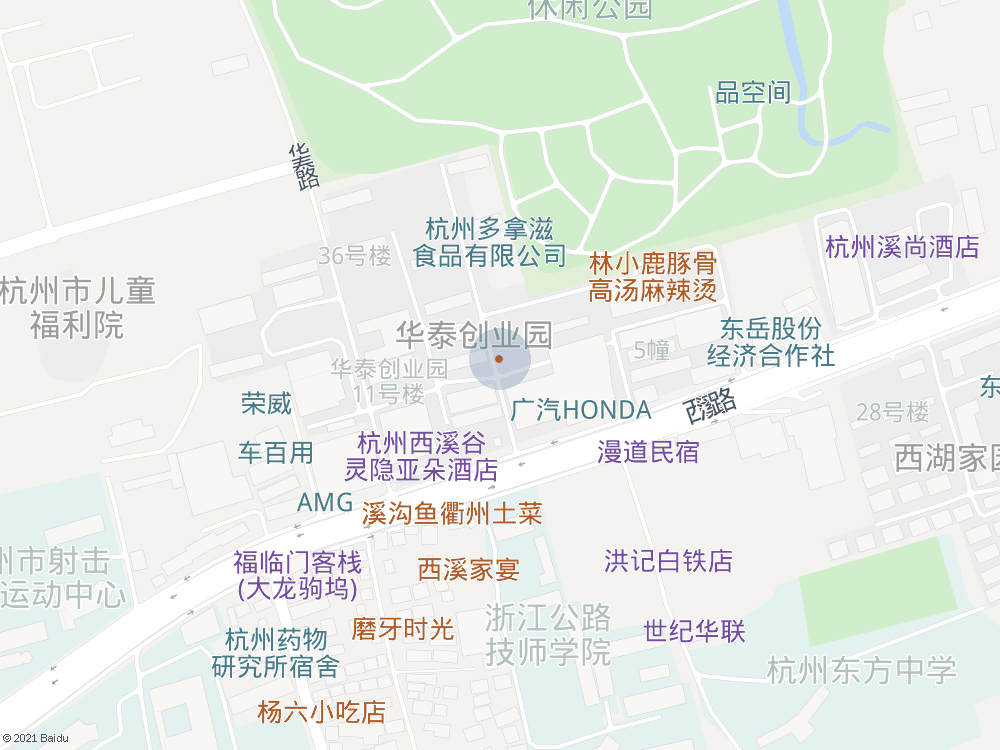 休闲公园
品空间
华泰路
杭州多拿滋
食品有限公司
36号楼
林小鹿豚骨
高汤麻辣烫
杭州溪尚酒店
杭州市儿童
福利院
华泰创业园
5幢
东岳股份
经济合作社
华泰创业园
11号楼
荣威
广汽HONDA
西溪路
东
28号楼
车百用
杭州西溪谷
灵隐亚朵酒店
漫道民宿
西湖家园
AMG
溪沟鱼衢州土菜
州市射击
运动中心
福临门客栈
(大龙驹坞)
西溪家宴
洪记白铁店
磨牙时光
浙江公路
技师学院
世纪华联
杭州药物
研究所宿舍
杭州东方中学
杨六小吃店
© 2021 Baidu